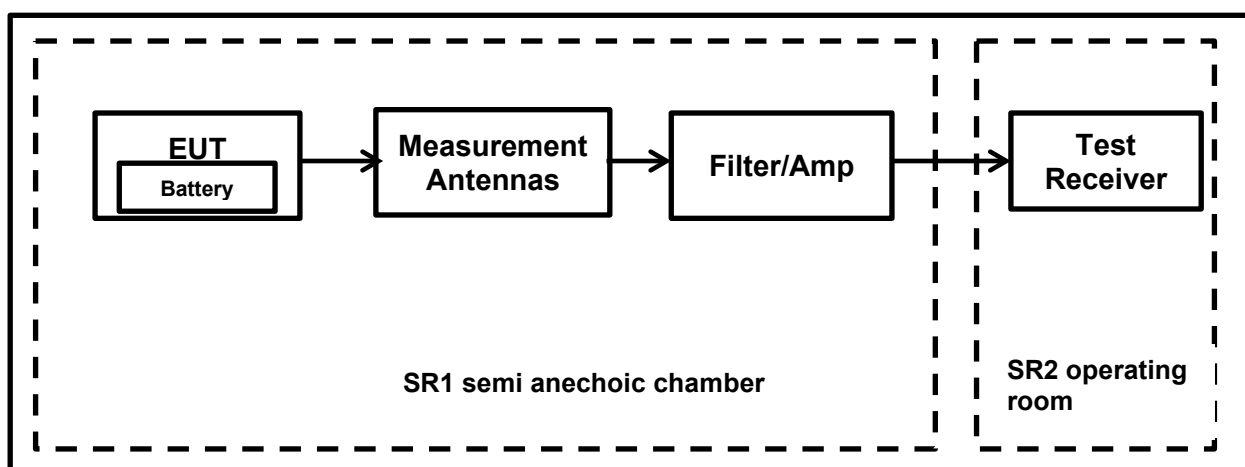 EUT
Battery
Measurement
Antennas
Filter/Amp
Test
Receiver
SR1 semi anechoic chamber
SR2 operating
room